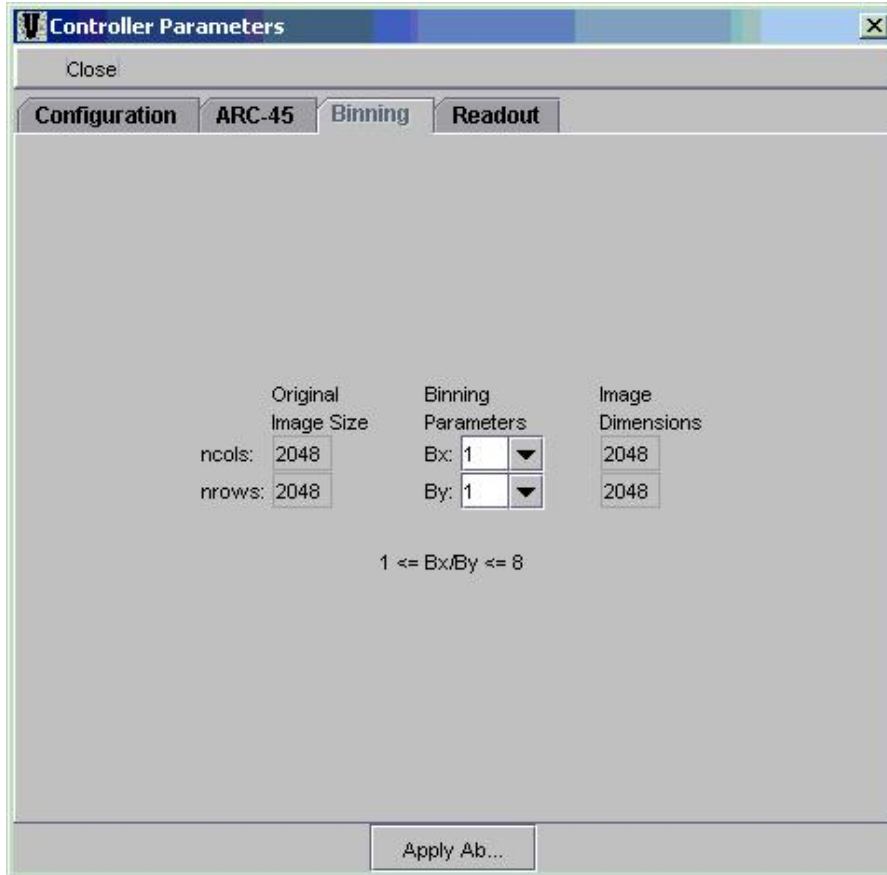 Controller Parameters
Close
Configuration ARC-45 Binning Readout
Original Binning Image
Image Size Parameters Dimensions
ncols: 2048 Bx: 1 2048
nrows: 2048 By: 1 2048
1 <= Bx/By <= 8
Apply Ab...